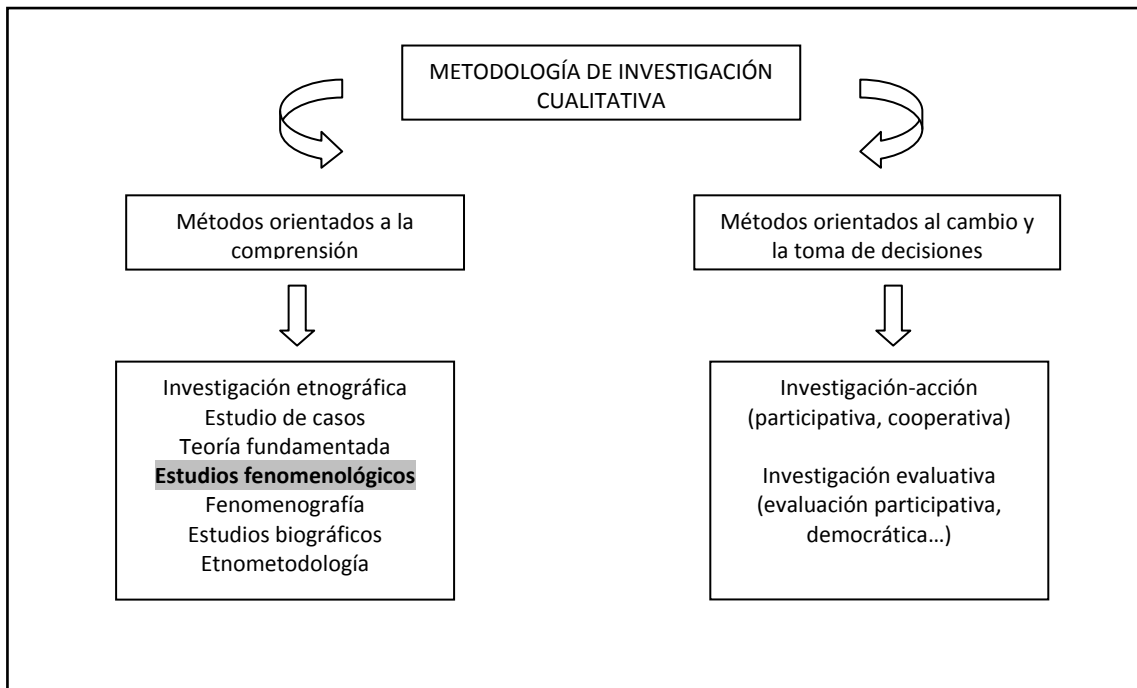 METODOLOGÍA DE INVESTIGACIÓN
CUALITATIVA
Métodos orientados a la
comprensión
Métodos orientados al cambio y
la toma de decisiones
Investigación etnográfica
Estudio de casos
Teoría fundamentada
Estudios fenomenológicos
Fenomenografía
Estudios biográficos
Etnometodología
Investigación-acción
(participativa, cooperativa)
Investigación evaluativa
(evaluación participativa,
democrática…)